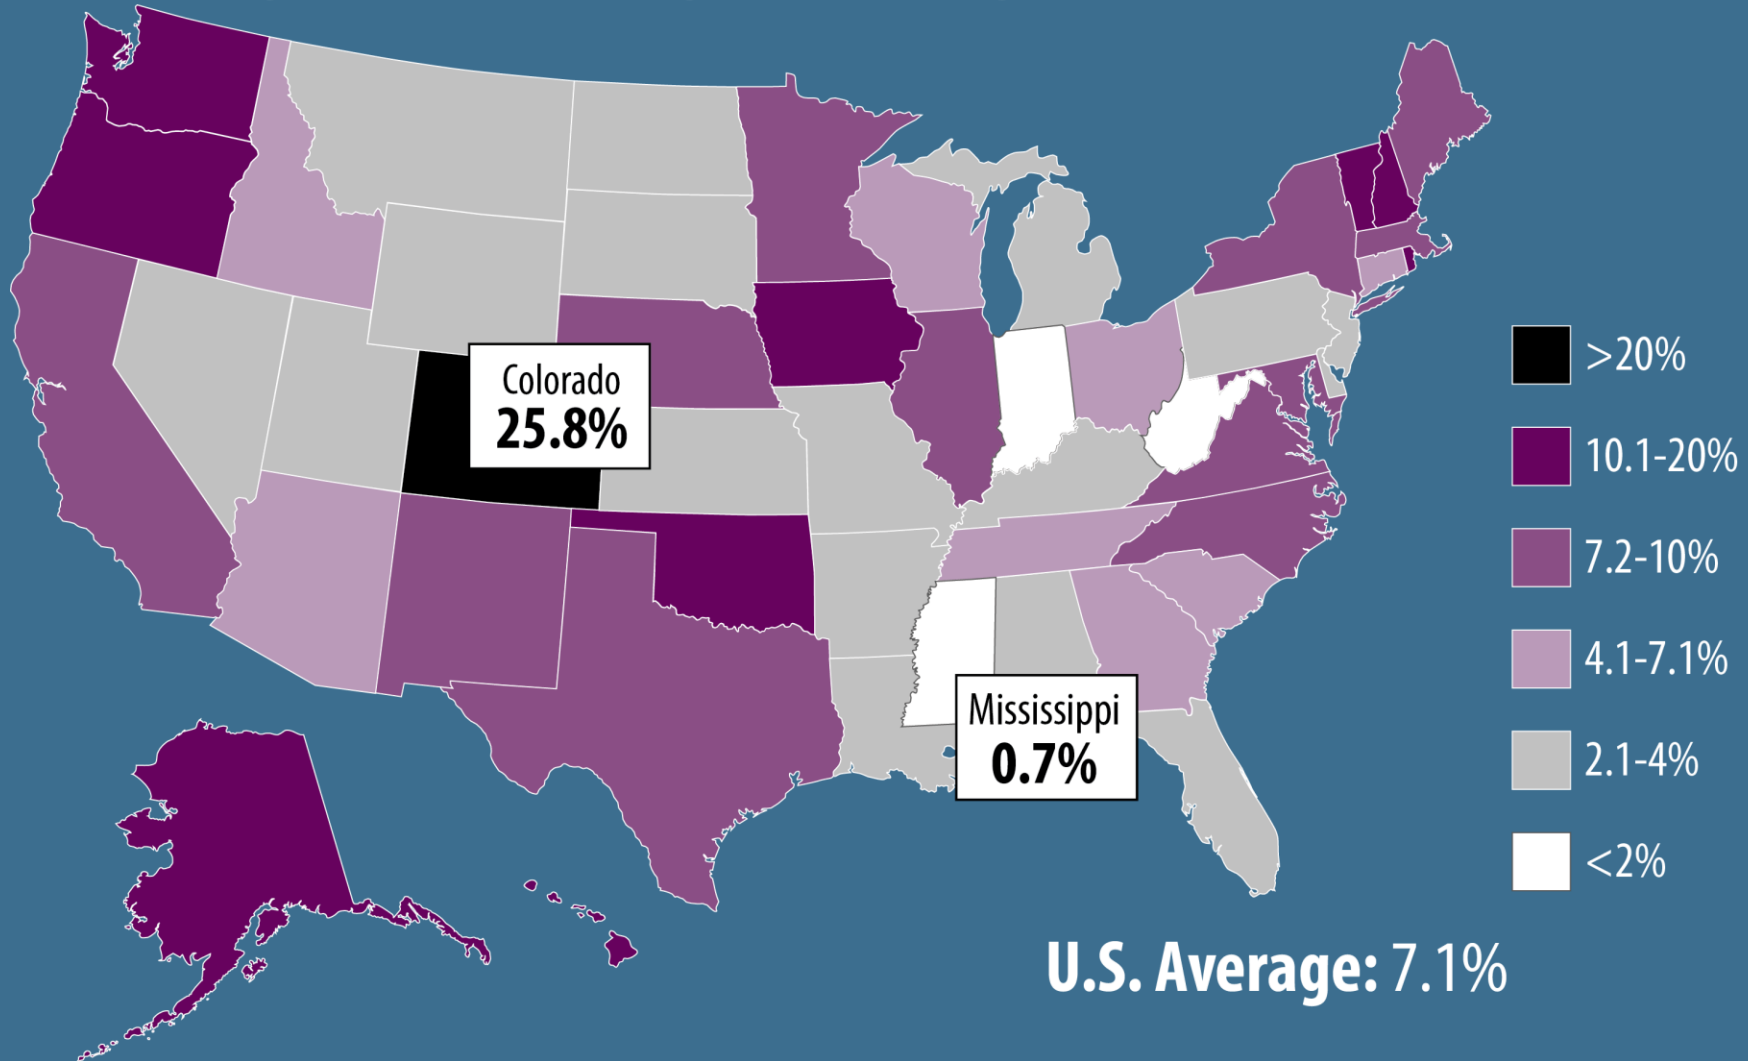 Colorado
25.8%
Mississippi
0.7%
>20%
10.1-20%
7.2-10%
4.1-7.1%
2.1-4%
<2%
U.S. Average: 7.1%